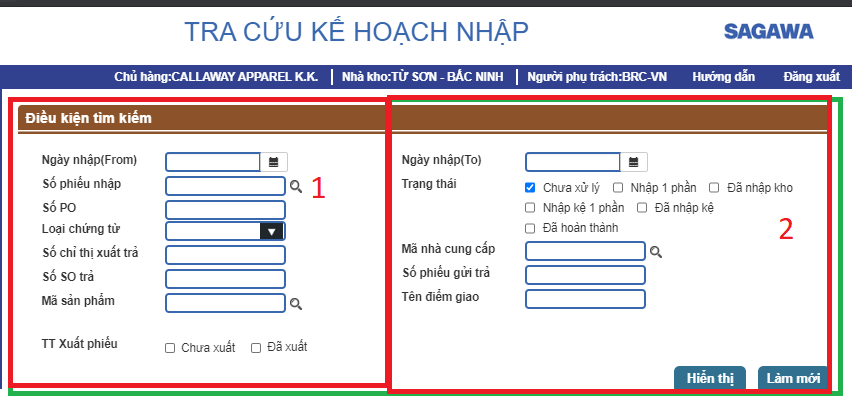 TRA CỨU KẾ HOẠCH NHẬP
SAGAWA
Chủ hàng:CALLAWAY APPAREL K.K. Nhà kho:TỪ SƠN - BẮC NINH Người phụ trách:BRC-VN Hướng dẫn Đăng xuất
Điều kiện tìm kiếm
Ngày nhập(From)
Số phiếu nhập
1
Số PO
Loại chứng từ
Số chỉ thị xuất trả
Số SO trả
Mã sản phẩm
TT Xuất phiếu
Chưa xuất Đã xuất
Ngày nhập(To)
Trạng thái
Chưa xử lý Nhập 1 phần Đã nhập kho
Nhập kệ 1 phần Đã nhập kệ
2
Đã hoàn thành
Mã nhà cung cấp
Số phiếu gửi trả
Tên điểm giao
Hiển thị Làm mới